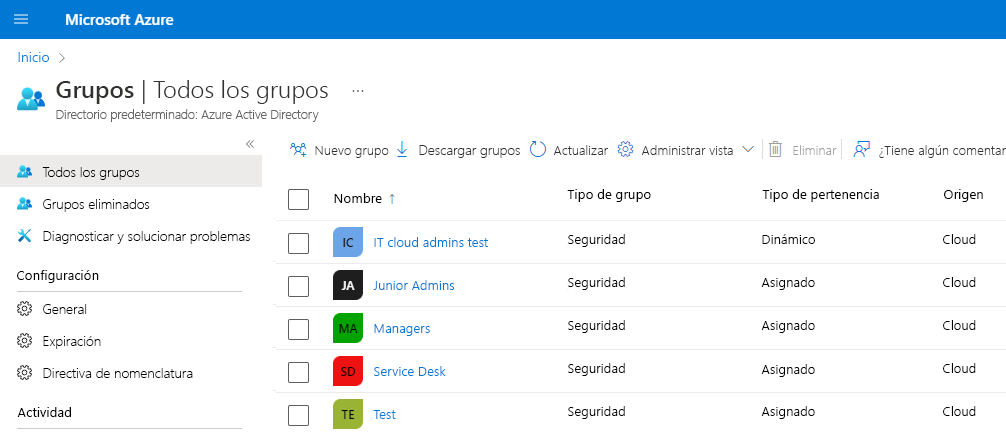 Microsoft Azure
Inicio
Grupos | Todos los grupos ...
Directorio predeterminado: Azure Active Directory
«
Nuevo grupo Descargar grupos Actualizar Administrar vista Eliminar ¿Tiene algún comentar
Todos los grupos
Grupos eliminados
Diagnosticar y solucionar problemas
Configuración
General
Expiración
Directiva de nomenclatura
Actividad
Nombre ↑ Tipo de grupo Tipo de pertenencia Origen
IC IT cloud admins test Seguridad Dinámico Cloud
JA Junior Admins Seguridad Asignado Cloud
MA Managers Seguridad Asignado Cloud
SD Service Desk Seguridad Asignado Cloud
TE Test Seguridad Asignado Cloud